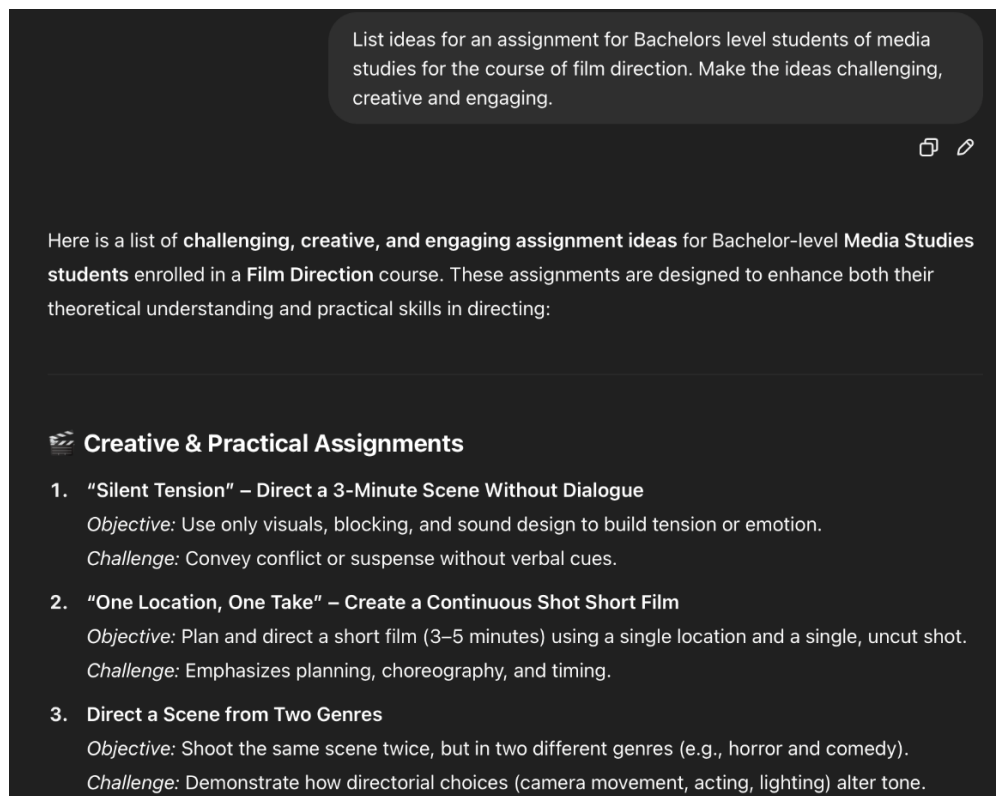 List ideas for an assignment for Bachelors level students of media
studies for the course of film direction. Make the ideas challenging,
creative and engaging.
Here is a list of challenging, creative, and engaging assignment ideas for Bachelor-level Media Studies
students enrolled in a Film Direction course. These assignments are designed to enhance both their
theoretical understanding and practical skills in directing:
🎬 Creative & Practical Assignments
1. “Silent Tension” – Direct a 3-Minute Scene Without Dialogue
Objective: Use only visuals, blocking, and sound design to build tension or emotion.
Challenge: Convey conflict or suspense without verbal cues.
2. “One Location, One Take” – Create a Continuous Shot Short Film
Objective: Plan and direct a short film (3–5 minutes) using a single location and a single, uncut shot.
Challenge: Emphasizes planning, choreography, and timing.
3. Direct a Scene from Two Genres
Objective: Shoot the same scene twice, but in two different genres (e.g., horror and comedy).
Challenge: Demonstrate how directorial choices (camera movement, acting, lighting) alter tone.